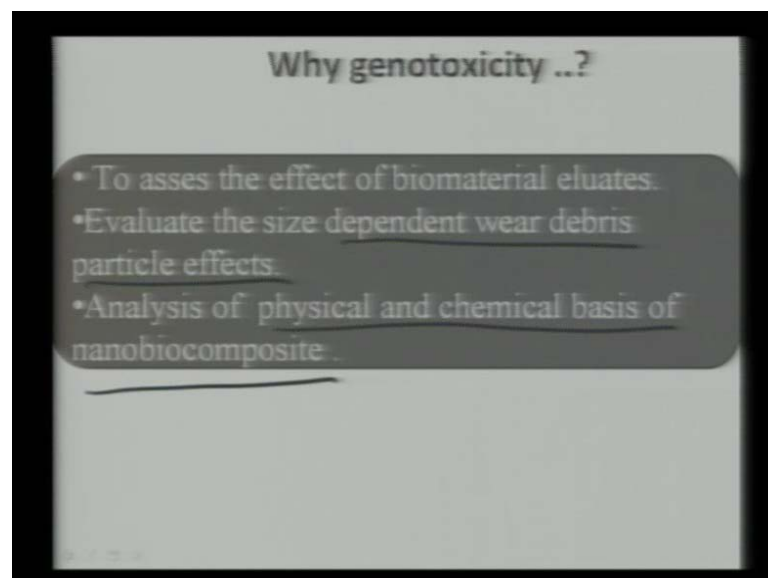 Why genotoxicity ..?
• To asses the effect of biomaterial eluates.
•Evaluate the size dependent wear debris
particle effects.
•Analysis of physical and chemical basis of
nanobiocomposite .